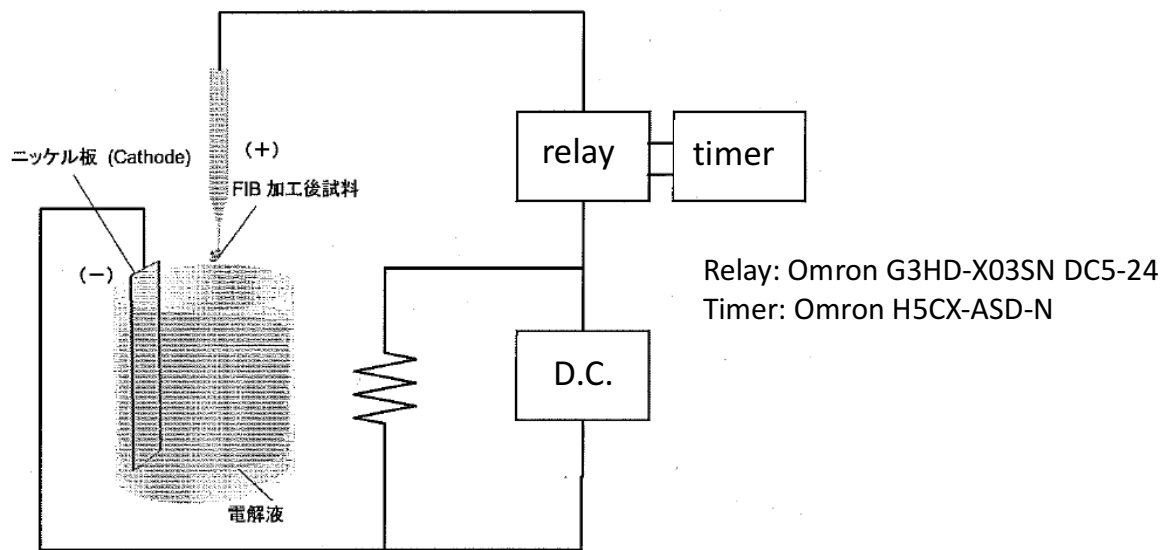 relay
timer
ニッケル板 (Cathode)
(+)
FIB 加工後試料
(−)
Relay: Omron G3HD-X03SN DC5-24
Timer: Omron H5CX-ASD-N
D.C.
電解液